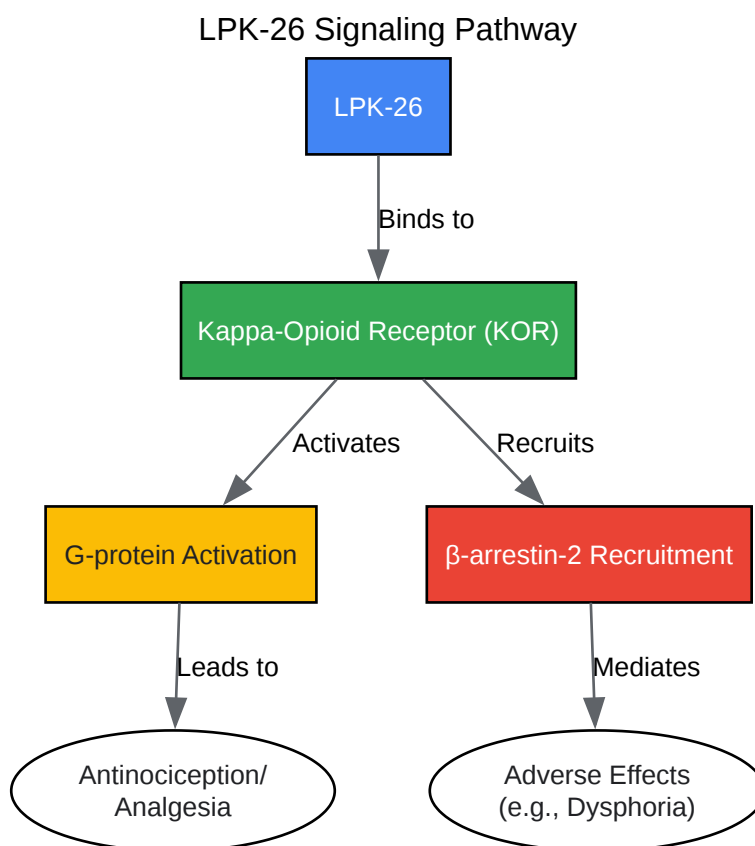 LPK-26 Signaling Pathway
LPK-26
Binds to
Kappa-Opioid Receptor (KOR)
Activates
Recruits
G-protein Activation
β-arrestin-2 Recruitment
Leads to
Mediates
Antinociception/
Analgesia
Adverse Effects
(e.g., Dysphoria)